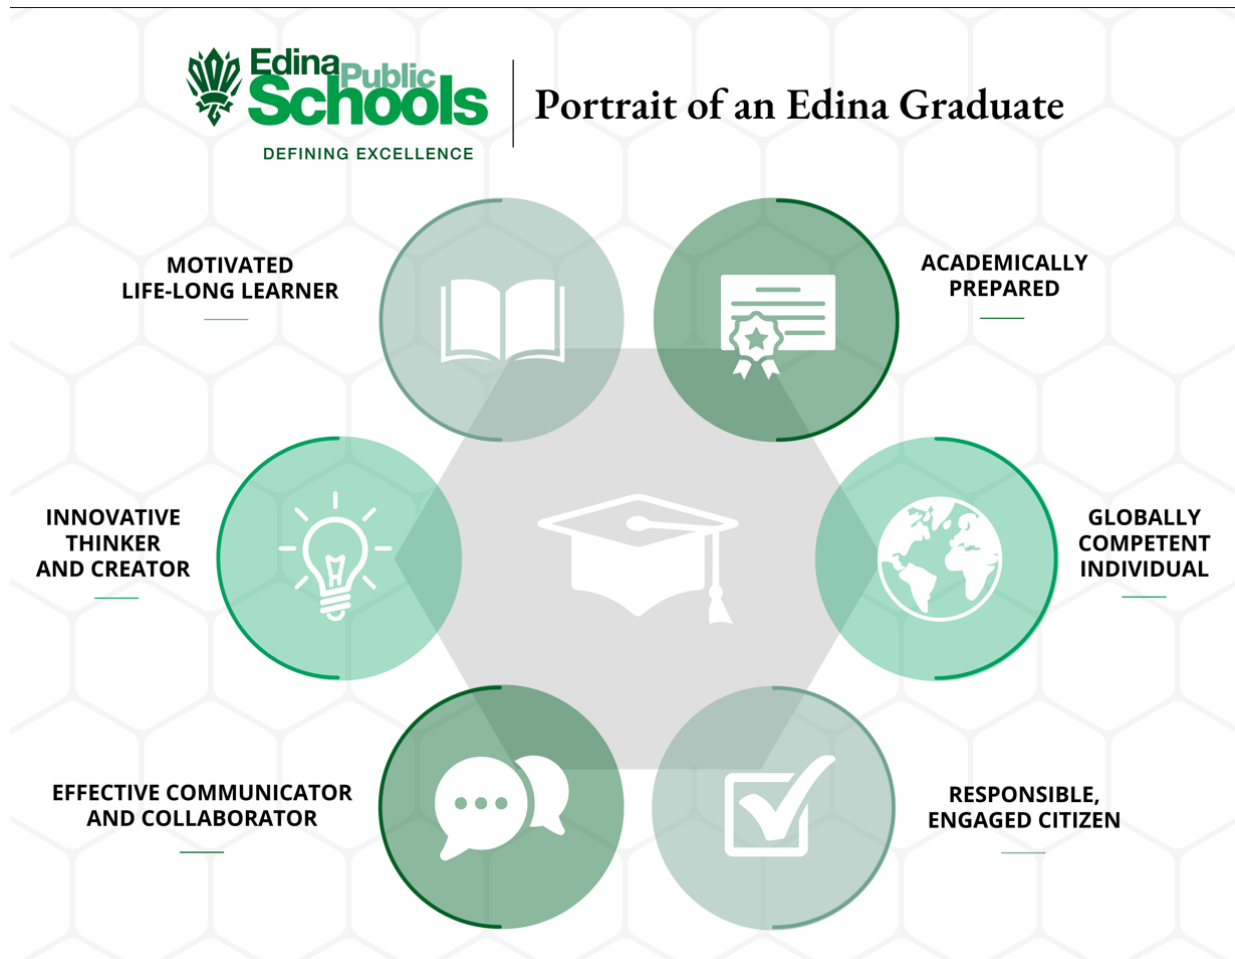 Edina Public
Schools
DEFINING EXCELLENCE
Portrait of an Edina Graduate
MOTIVATED
LIFE-LONG LEARNER
ACADEMICALLY
PREPARED
INNOVATIVE
THINKER
AND CREATOR
GLOBALLY
COMPETENT
INDIVIDUAL
EFFECTIVE COMMUNICATOR
AND COLLABORATOR
RESPONSIBLE,
ENGAGED CITIZEN